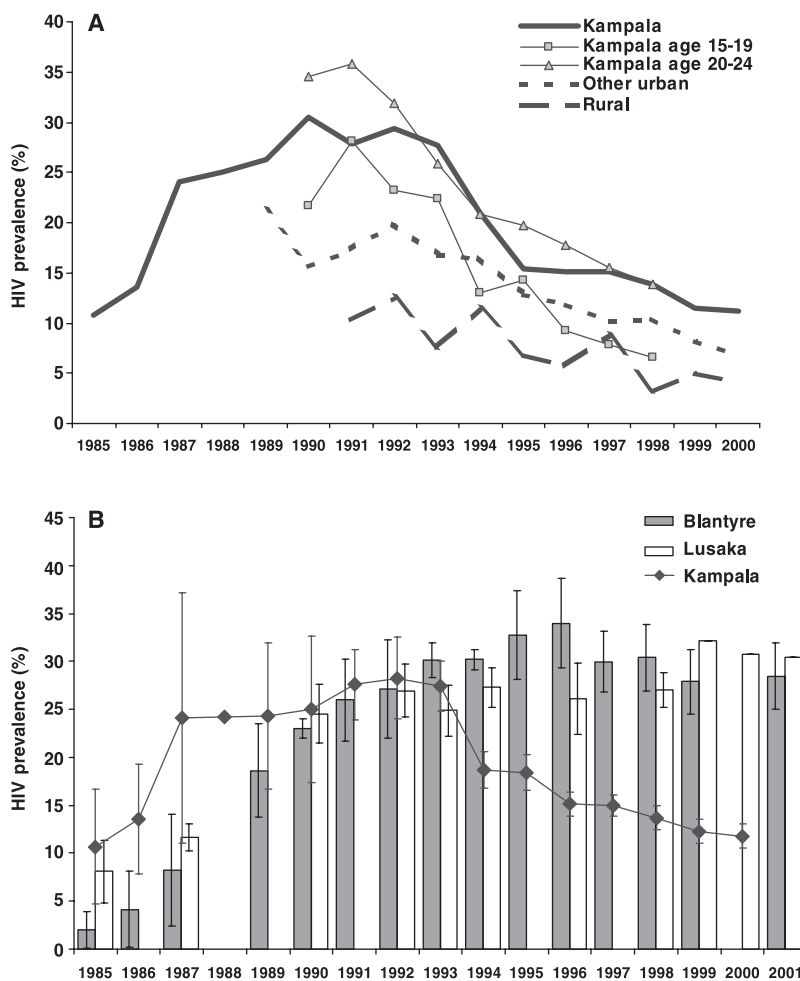 A
HIV prevalence (%)
40
35
30
25
20
15
10
5
0
Kampala
Kampala age 15-19
Kampala age 20-24
Other urban
Rural
1985 1986 1987 1988 1989 1990 1991 1992 1993 1994 1995 1996 1997 1998 1999 2000
B
HIV prevalence (%)
45
40
35
30
25
20
15
10
5
0
Blantyre
Lusaka
Kampala
1985 1986 1987 1988 1989 1990 1991 1992 1993 1994 1995 1996 1997 1998 1999 2000 2001